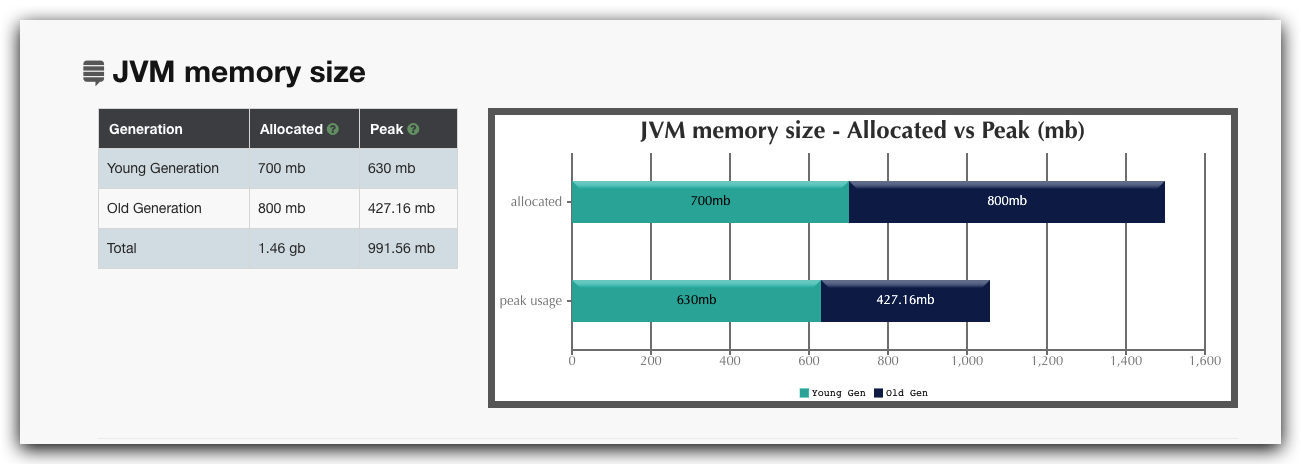 JVM memory size
Generation Allocated ? Peak ?
Young Generation 700 mb 630 mb
Old Generation 800 mb 427.16 mb
Total 1.46 gb 991.56 mb
JVM memory size - Allocated vs Peak (mb)
allocated 700mb 800mb
peak usage 630mb 427.16mb
0 200 400 600 800 1,000 1,200 1,400 1,600
Young Gen Old Gen